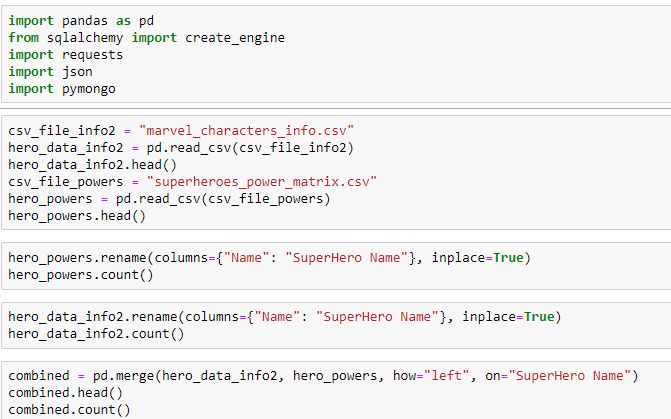 import pandas as pd
from sqlalchemy import create_engine
import requests
import json
import pymongo
csv_file_info2 = "marvel_characters_info.csv"
hero_data_info2 = pd.read_csv(csv_file_info2)
hero_data_info2.head()
csv_file_powers = "superheroes_power_matrix.csv"
hero_powers = pd.read_csv(csv_file_powers)
hero_powers.head()
hero_powers.rename(columns={"Name": "SuperHero Name"}, inplace=True)
hero_powers.count()
hero_data_info2.rename(columns={"Name": "SuperHero Name"}, inplace=True)
hero_data_info2.count()
combined = pd.merge(hero_data_info2, hero_powers, how="left", on="SuperHero Name")
combined.head()
combined.count()